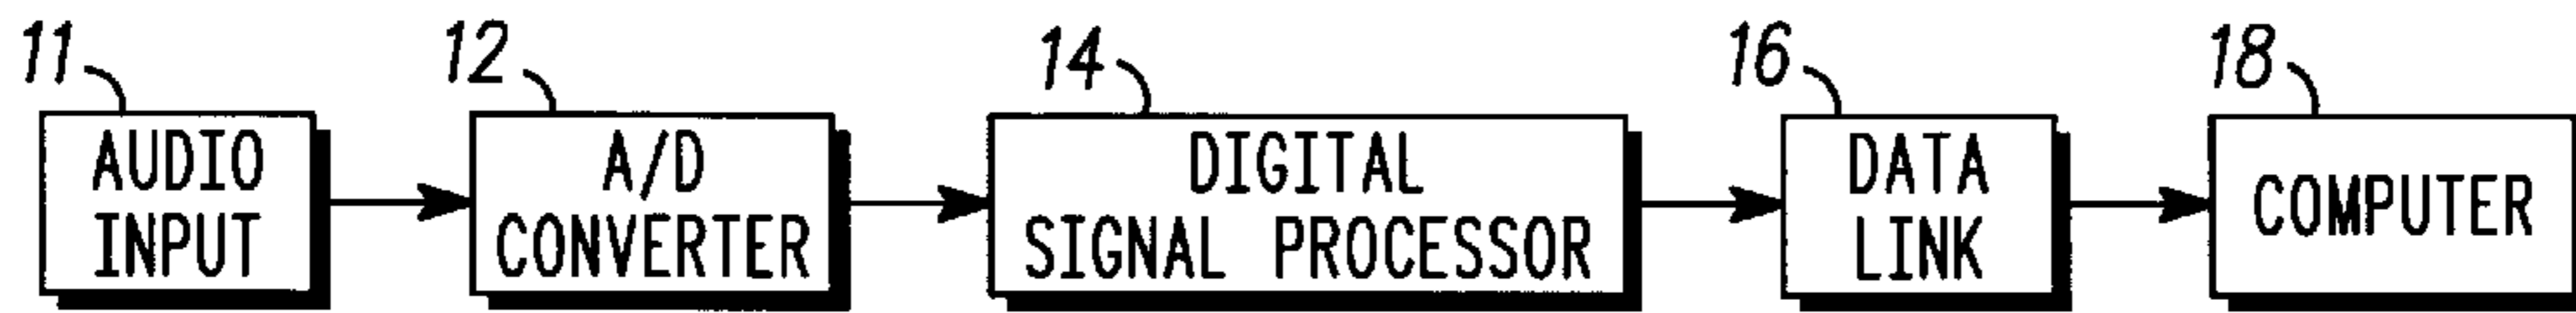 11
12
14
16
18
AUDIO
INPUT
A/D
CONVERTER
DIGITAL
SIGNAL PROCESSOR
DATA
LINK
COMPUTER